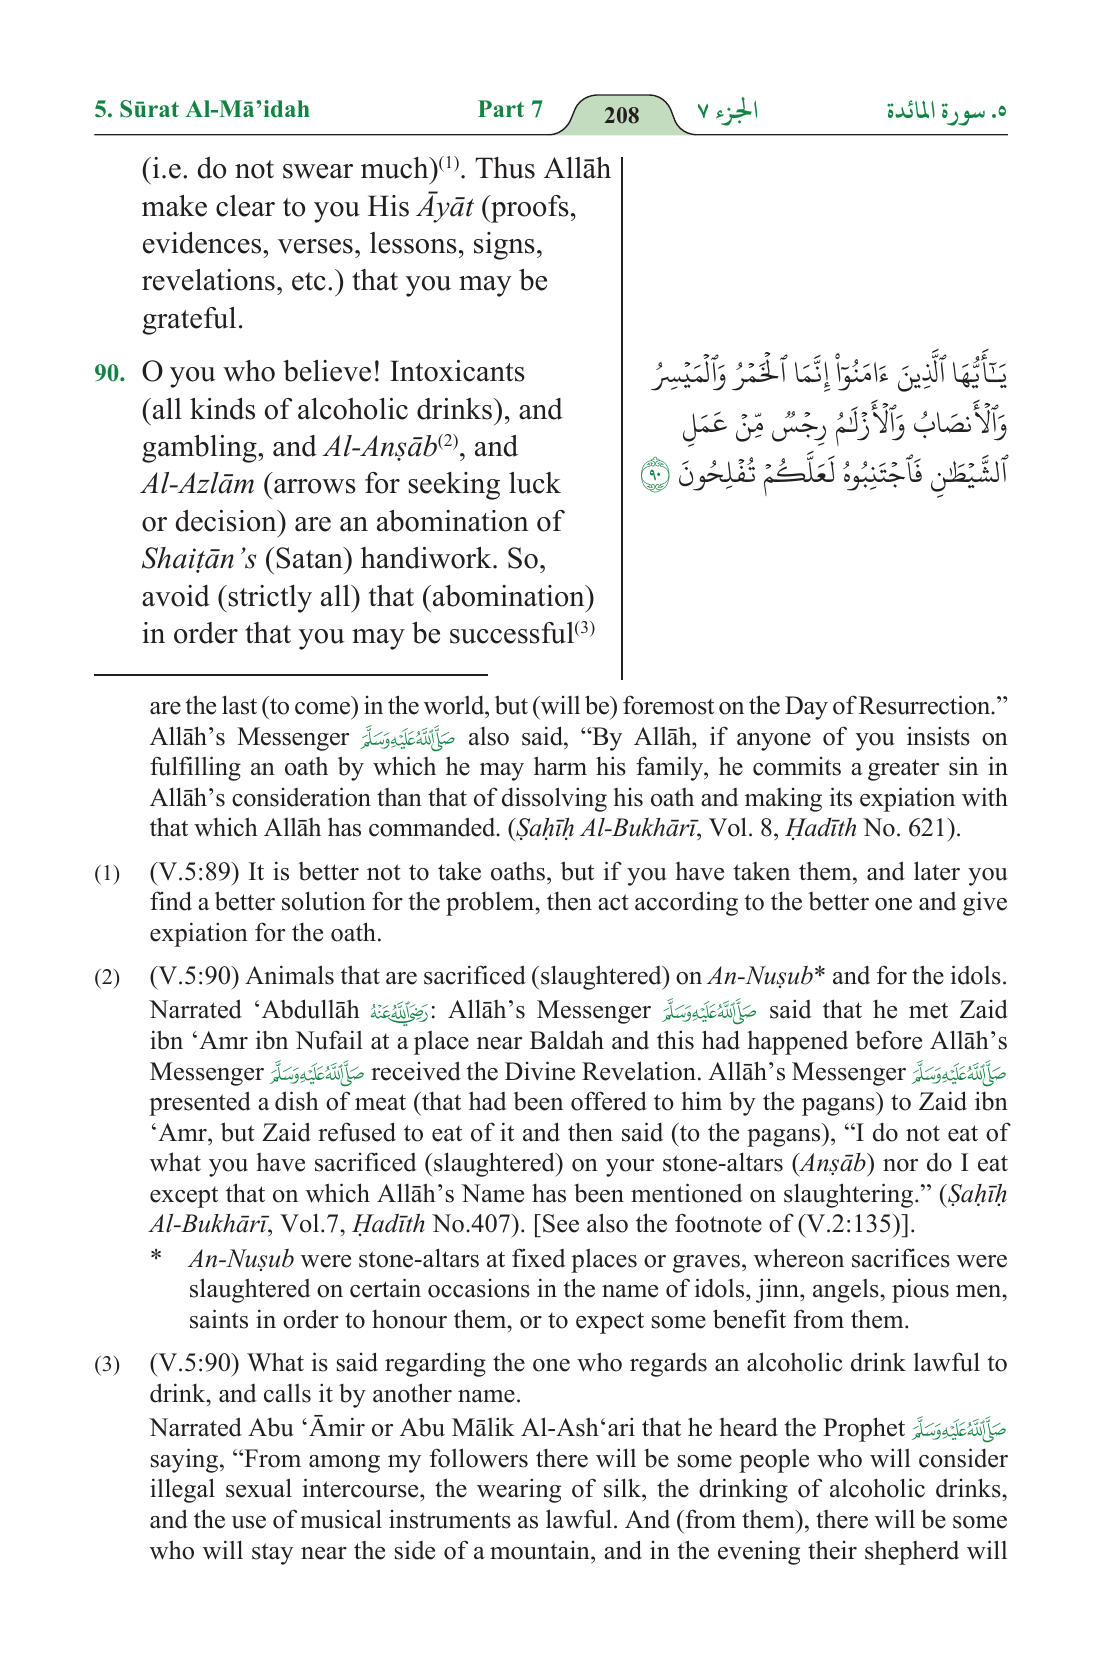 5. Sūrat Al-Mā’idah Part 7 208 الجزء ٧ ٥. سورة المائدة
(i.e. do not swear much)(1). Thus Allāh
make clear to you His Āyāt (proofs,
evidences, verses, lessons, signs,
revelations, etc.) that you may be
grateful.
90. O you who believe! Intoxicants
(all kinds of alcoholic drinks), and
gambling, and Al-Anṣāb(2), and
Al-Azlām (arrows for seeking luck
or decision) are an abomination of
Shaiṭān’s (Satan) handiwork. So,
avoid (strictly all) that (abomination)
in order that you may be successful(3)
يَـٰٓأَيُّهَا ٱلَّذِينَ ءَامَنُوٓا۟ إِنَّمَا ٱلْخَمْرُ وَٱلْمَيْسِرُ
وَٱلْأَنصَابُ وَٱلْأَزْلَـٰمُ رِجْسٌ مِّنْ عَمَلِ
ٱلشَّيْطَـٰنِ فَٱجْتَنِبُوهُ لَعَلَّكُمْ تُفْلِحُونَ ٩٠
are the last (to come) in the world, but (will be) foremost on the Day of Resurrection.”
Allāh’s Messenger صَلَّى اللَّهُ عَلَيْهِ وَسَلَّمَ also said, “By Allāh, if anyone of you insists on
fulfilling an oath by which he may harm his family, he commits a greater sin in
Allāh’s consideration than that of dissolving his oath and making its expiation with
that which Allāh has commanded. (Ṣaḥīḥ Al-Bukhārī, Vol. 8, Ḥadīth No. 621).
(1) (V.5:89) It is better not to take oaths, but if you have taken them, and later you
find a better solution for the problem, then act according to the better one and give
expiation for the oath.
(2) (V.5:90) Animals that are sacrificed (slaughtered) on An-Nuṣub* and for the idols.
Narrated ‘Abdullāh رَضِيَ اللَّهُ عَنْهُ: Allāh’s Messenger صَلَّى اللَّهُ عَلَيْهِ وَسَلَّمَ said that he met Zaid
ibn ‘Amr ibn Nufail at a place near Baldah and this had happened before Allāh’s
Messenger صَلَّى اللَّهُ عَلَيْهِ وَسَلَّمَ received the Divine Revelation. Allāh’s Messenger صَلَّى اللَّهُ عَلَيْهِ وَسَلَّمَ
presented a dish of meat (that had been offered to him by the pagans) to Zaid ibn
‘Amr, but Zaid refused to eat of it and then said (to the pagans), “I do not eat of
what you have sacrificed (slaughtered) on your stone-altars (Anṣāb) nor do I eat
except that on which Allāh’s Name has been mentioned on slaughtering.” (Ṣaḥīḥ
Al-Bukhārī, Vol.7, Ḥadīth No.407). [See also the footnote of (V.2:135)].
* An-Nuṣub were stone-altars at fixed places or graves, whereon sacrifices were
slaughtered on certain occasions in the name of idols, jinn, angels, pious men,
saints in order to honour them, or to expect some benefit from them.
(3) (V.5:90) What is said regarding the one who regards an alcoholic drink lawful to
drink, and calls it by another name.
Narrated Abu ‘Āmir or Abu Mālik Al-Ash‘ari that he heard the Prophet صَلَّى اللَّهُ عَلَيْهِ وَسَلَّمَ
saying, “From among my followers there will be some people who will consider
illegal sexual intercourse, the wearing of silk, the drinking of alcoholic drinks,
and the use of musical instruments as lawful. And (from them), there will be some
who will stay near the side of a mountain, and in the evening their shepherd will